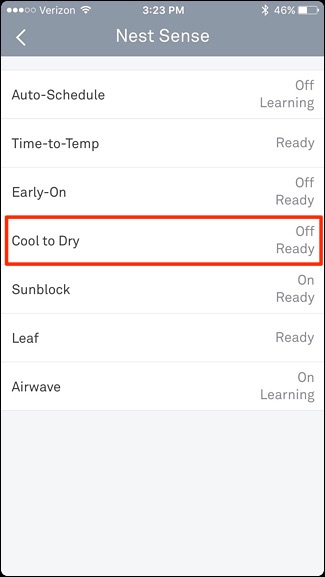 Verizon 3:23 PM 46%
Nest Sense
Auto-Schedule Off
Learning
Time-to-Temp Ready
Early-On Off
Ready
Cool to Dry Off
Ready
Sunblock On
Ready
Leaf Ready
Airwave On
Learning